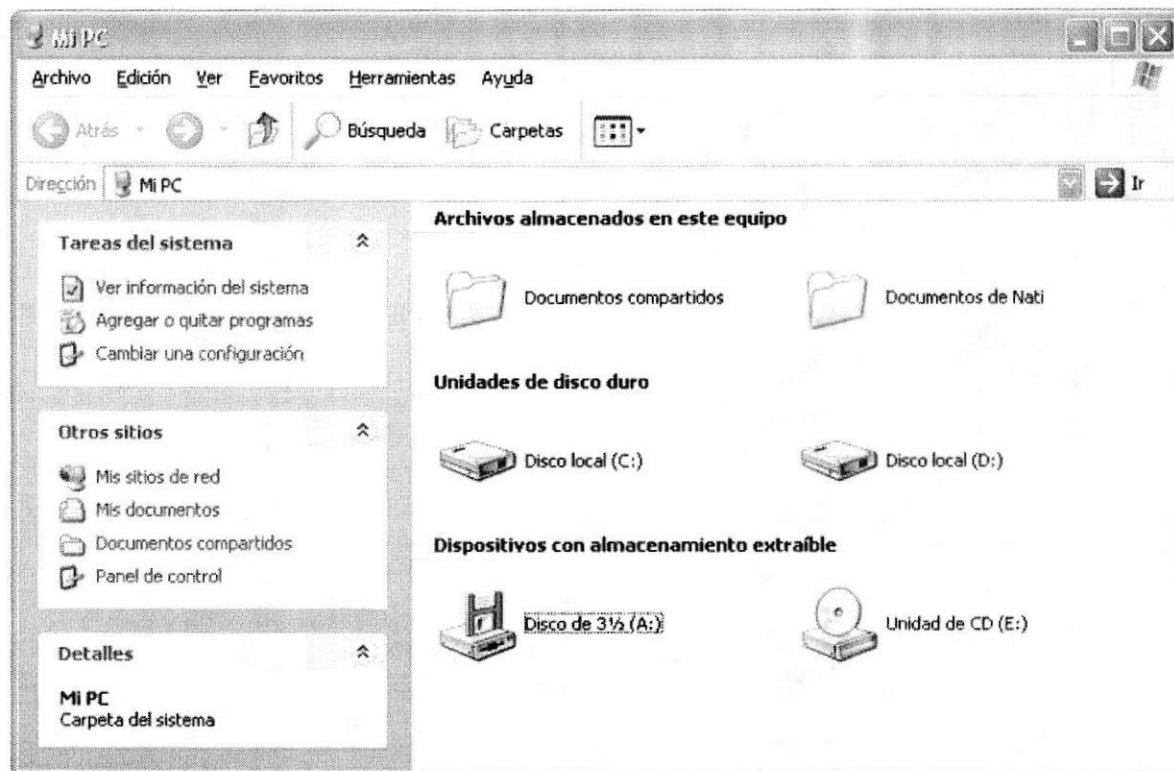 Mi PC
Archivo Edición Ver Favoritos Herramientas Ayuda
Atrás Búsqueda Carpetas
Dirección Mi PC Ir
Tareas del sistema
Ver información del sistema
Agregar o quitar programas
Cambiar una configuración
Otros sitios
Mis sitios de red
Mis documentos
Documentos compartidos
Panel de control
Detalles
Mi PC
Carpeta del sistema
Archivos almacenados en este equipo
Documentos compartidos Documentos de Nati
Unidades de disco duro
Disco local (C:) Disco local (D:)
Dispositivos con almacenamiento extraíble
Disco de 3½ (A:) Unidad de CD (E:)